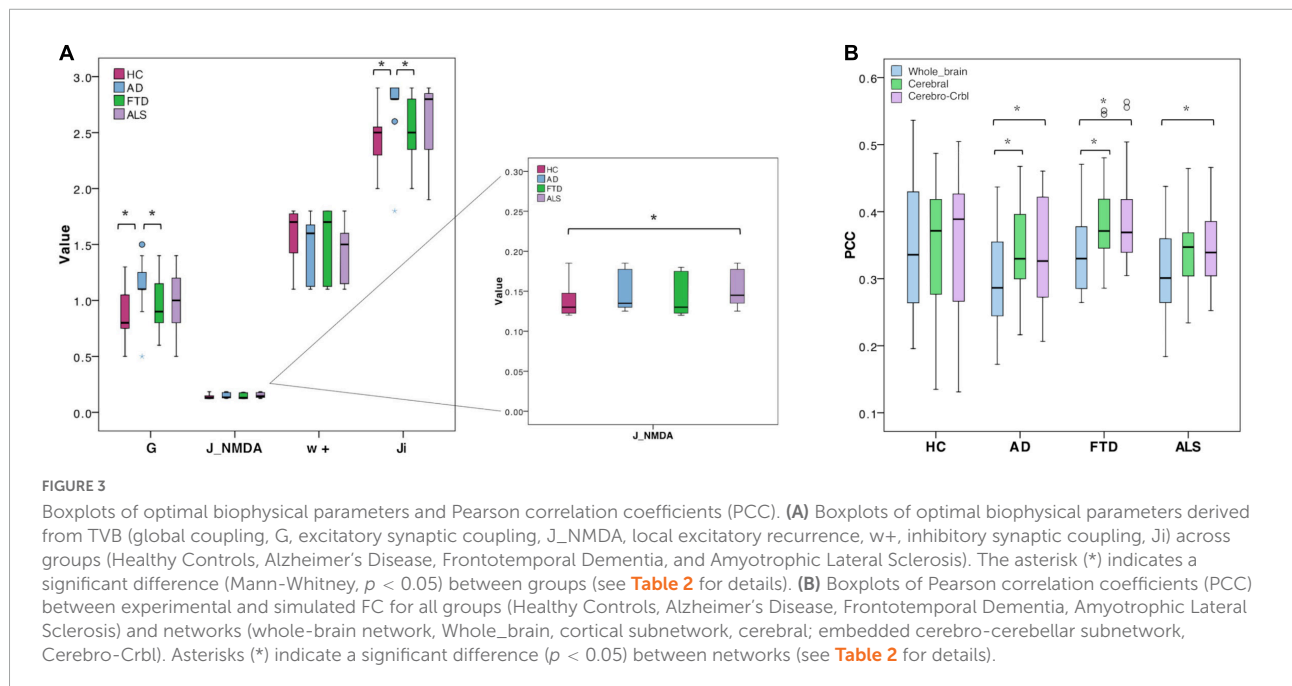 A
HC
AD
FTD
ALS
Value
3.0
2.5
2.0
1.5
1.0
0.5
0.0
* *
* *
G J_NMDA w + Ji
HC
AD
FTD
ALS
Value
0.30
0.25
0.20
0.15
0.10
0.05
0.00
*
J_NMDA
B
Whole_brain
Cerebral
Cerebro-Crbl
PCC
0.6
0.5
0.4
0.3
0.2
0.1
* *
* *
*
HC AD FTD ALS
FIGURE 3
Boxplots of optimal biophysical parameters and Pearson correlation coefficients (PCC). (A) Boxplots of optimal biophysical parameters derived
from TVB (global coupling, G, excitatory synaptic coupling, J_NMDA, local excitatory recurrence, w+, inhibitory synaptic coupling, Ji) across
groups (Healthy Controls, Alzheimer’s Disease, Frontotemporal Dementia, and Amyotrophic Lateral Sclerosis). The asterisk (*) indicates a
significant difference (Mann-Whitney, p < 0.05) between groups (see Table 2 for details). (B) Boxplots of Pearson correlation coefficients (PCC)
between experimental and simulated FC for all groups (Healthy Controls, Alzheimer’s Disease, Frontotemporal Dementia, Amyotrophic Lateral
Sclerosis) and networks (whole-brain network, Whole_brain, cortical subnetwork, cerebral; embedded cerebro-cerebellar subnetwork,
Cerebro-Crbl). Asterisks (*) indicate a significant difference (p < 0.05) between networks (see Table 2 for details).